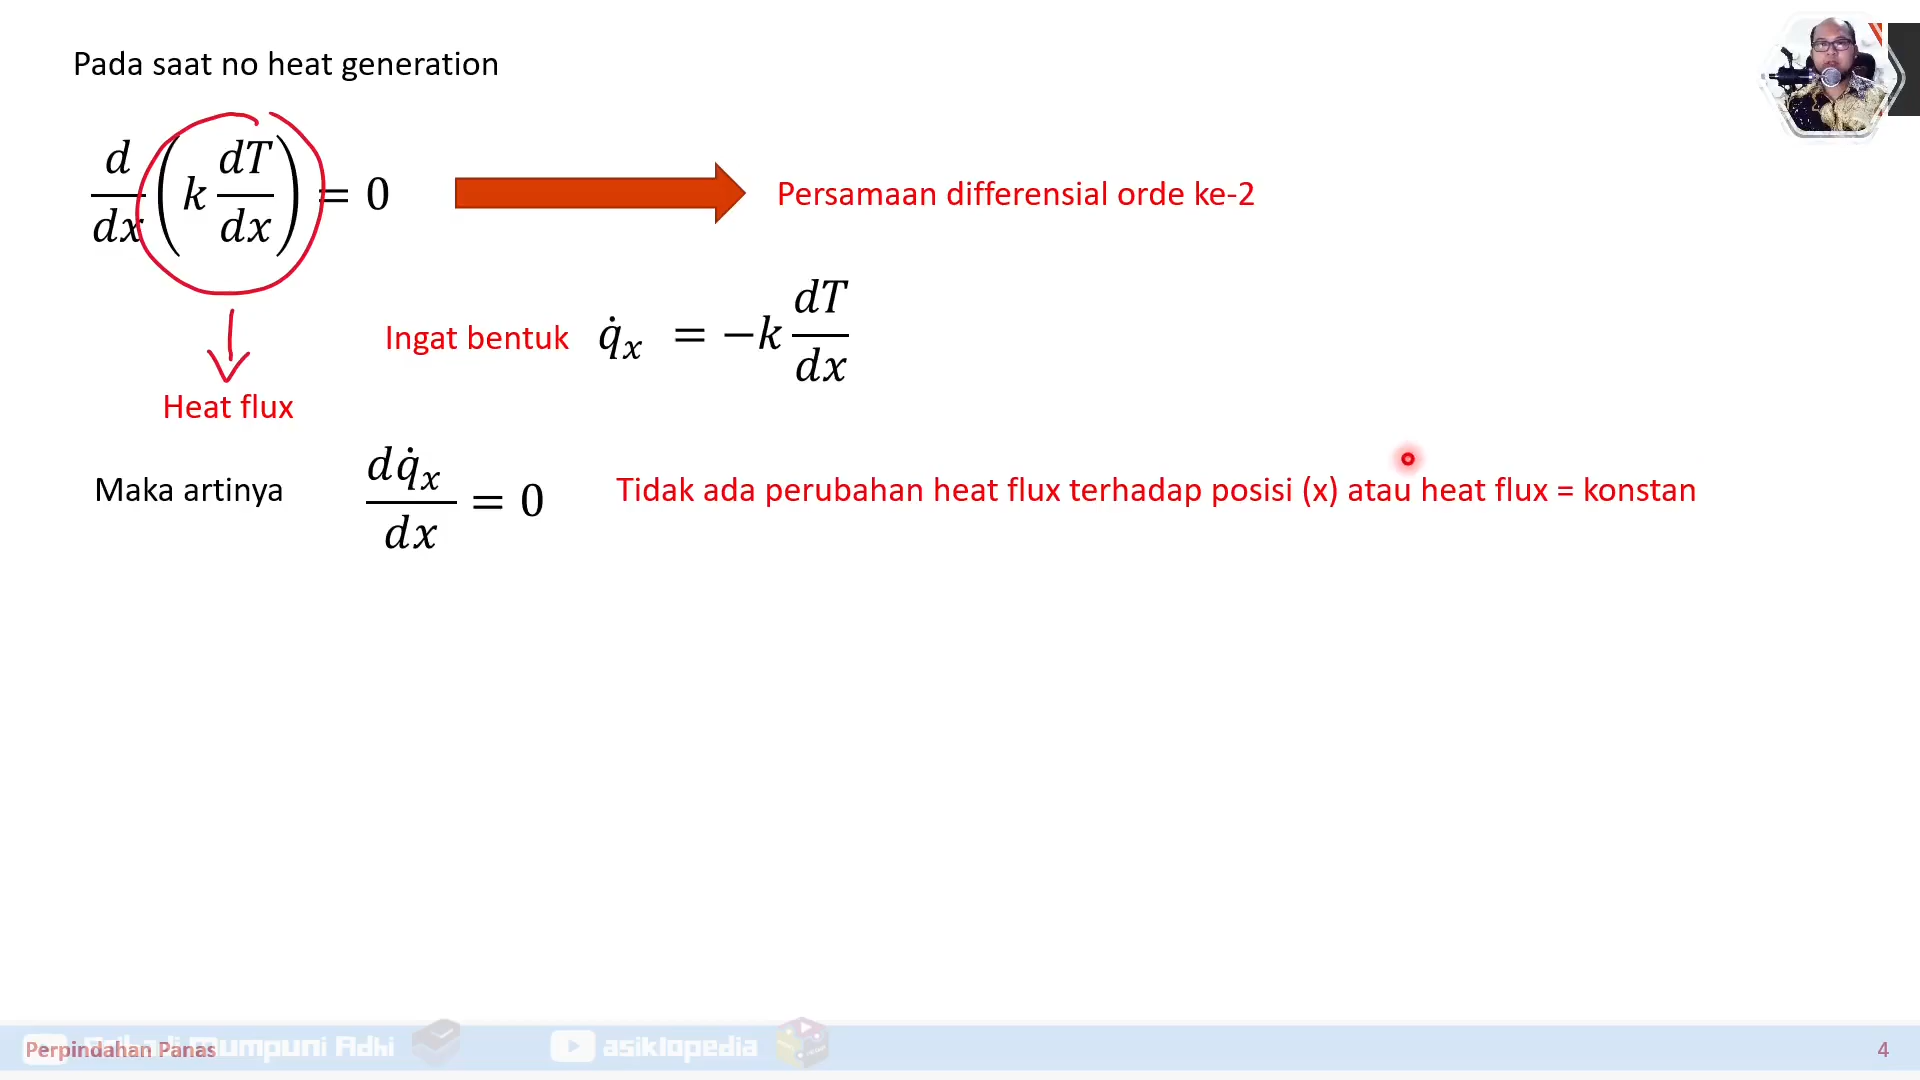 Pada saat no heat generation
d/dx (k dT/dx) = 0
Persamaan differensial orde ke-2
Ingat bentuk q̇ₓ = −k dT/dx
Heat flux
Maka artinya dq̇ₓ/dx = 0 Tidak ada perubahan heat flux terhadap posisi (x) atau heat flux = konstan
Perpindahan Panas
Mumpuni Adhi
asiklopedia
4